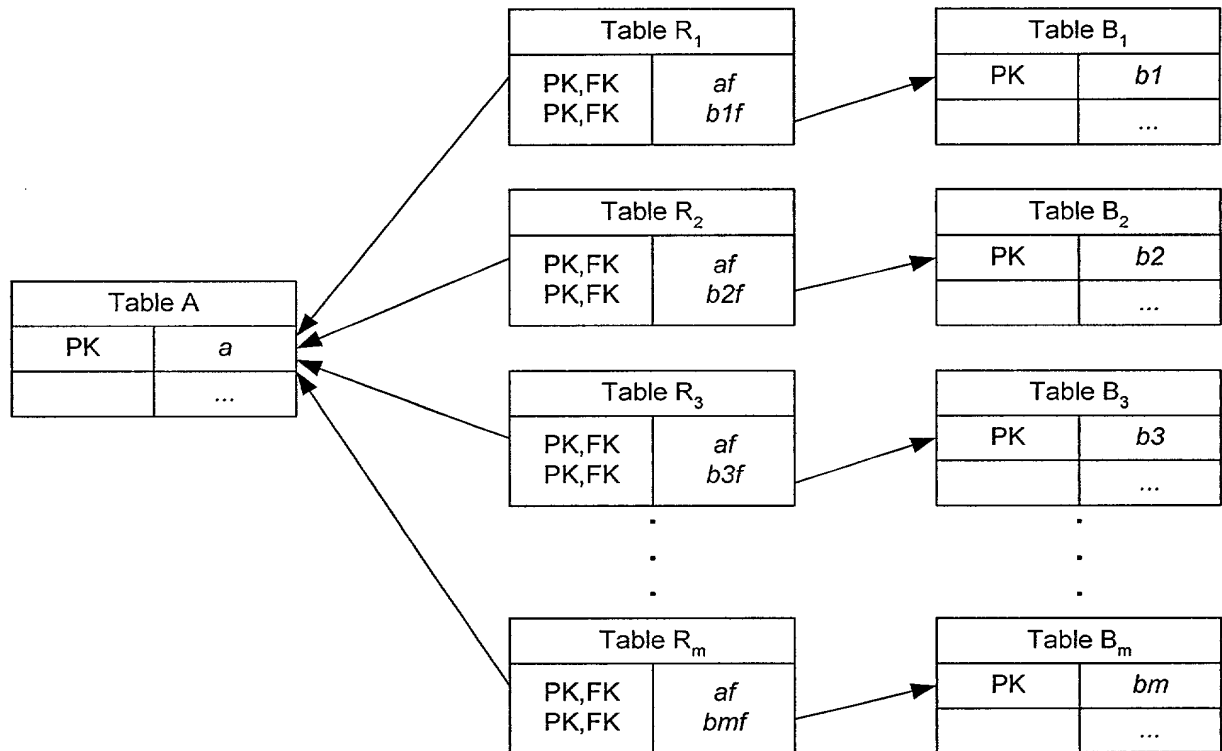 Table R1
PK,FK af
PK,FK b1f
Table B1
PK b1
...
Table R2
PK,FK af
PK,FK b2f
Table B2
PK b2
...
Table A
PK a
...
Table R3
PK,FK af
PK,FK b3f
Table B3
PK b3
...
Table Rm
PK,FK af
PK,FK bmf
Table Bm
PK bm
...